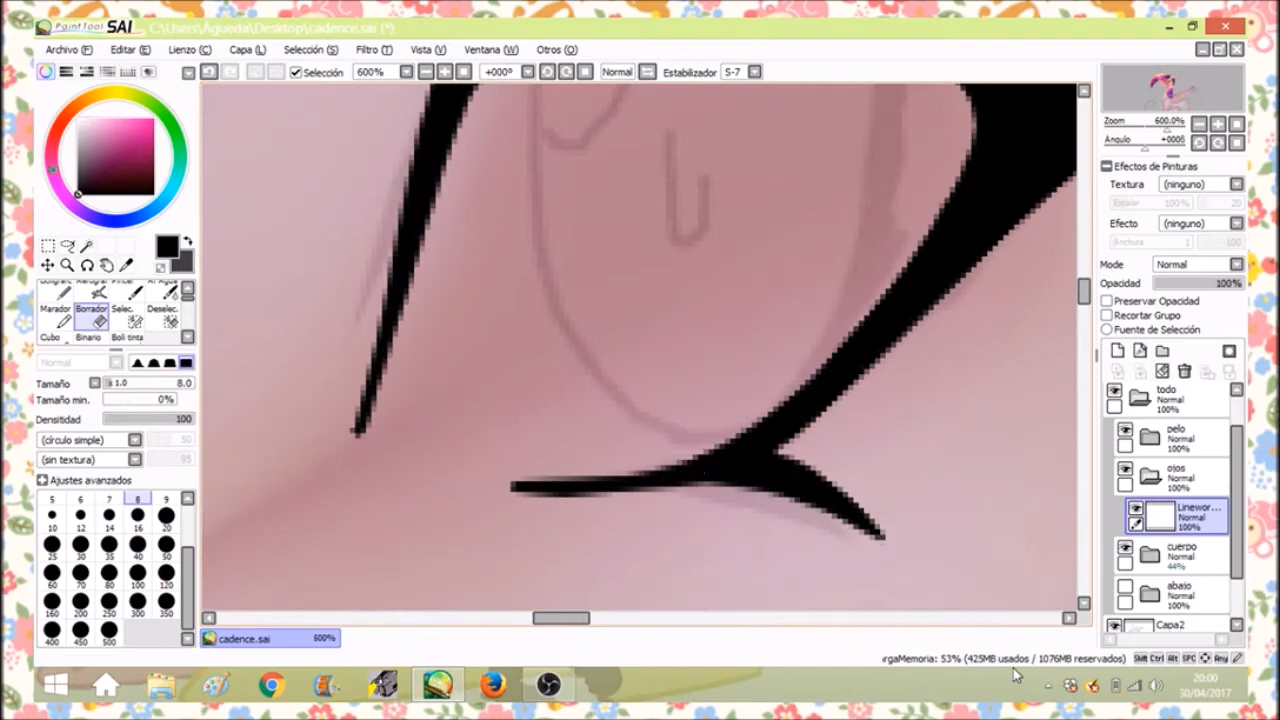 PaintTool SAI C:\Users\Águeda\Desktop\cadence.sai (*)
Archivo (F) Editar (E) Lienzo (C) Capa (L) Selección (S) Filtro (T) Vista (V) Ventana (W) Otros (O)
Selección 600% +000° Normal Estabilizador S-7
Zoom 600.0%
Ángulo
Efectos de Pinturas
Textura (ninguno)
Escalar 100% 20
Efecto (ninguno)
Anchura 1 100
Mode Normal
Opacidad 100%
Preservar Opacidad
Recortar Grupo
Fuente de Selección
Marador Borrador Selec. Deselec.
Cubo Binario Boli tinta
Normal
Tamaño x 1.0 8.0
Tamaño min. 0%
Densitidad 100
(círculo simple) 50
(sin textura) 95
Ajustes avanzados
5 6 7 8 9
10 12 14 16 20
25 30 35 40 50
60 70 80 100 120
160 200 250 300 350
400 450 500
todo
Normal
100%
pelo
Normal
100%
ojos
Normal
100%
Linewor...
Normal
100%
cuerpo
Normal
44%
abajo
Normal
100%
Capa2
cadence.sai 600%
rgaMemoria: 53% (425MB usados / 1076MB reservados) Shift Ctrl Alt SPC Any
20:00
30/04/2017